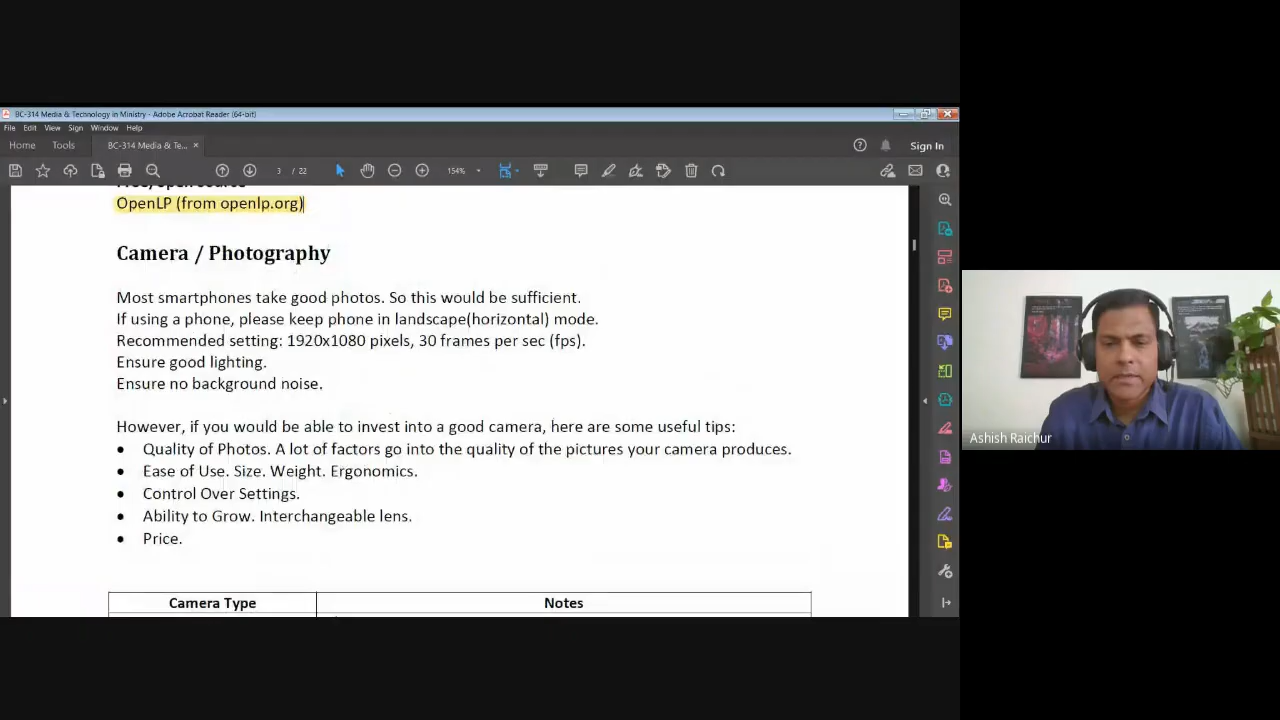 BC-314 Media & Technology in Ministry - Adobe Acrobat Reader (64-bit)
File Edit View Sign Window Help
Home Tools BC-314 Media & Te... × Sign In
3 / 22 154%
OpenLP (from openlp.org)
Camera / Photography
Most smartphones take good photos. So this would be sufficient.
If using a phone, please keep phone in landscape(horizontal) mode.
Recommended setting: 1920x1080 pixels, 30 frames per sec (fps).
Ensure good lighting.
Ensure no background noise.
However, if you would be able to invest into a good camera, here are some useful tips:
• Quality of Photos. A lot of factors go into the quality of the pictures your camera produces.
• Ease of Use. Size. Weight. Ergonomics.
• Control Over Settings.
• Ability to Grow. Interchangeable lens.
• Price.
Camera Type Notes
Ashish Raichur